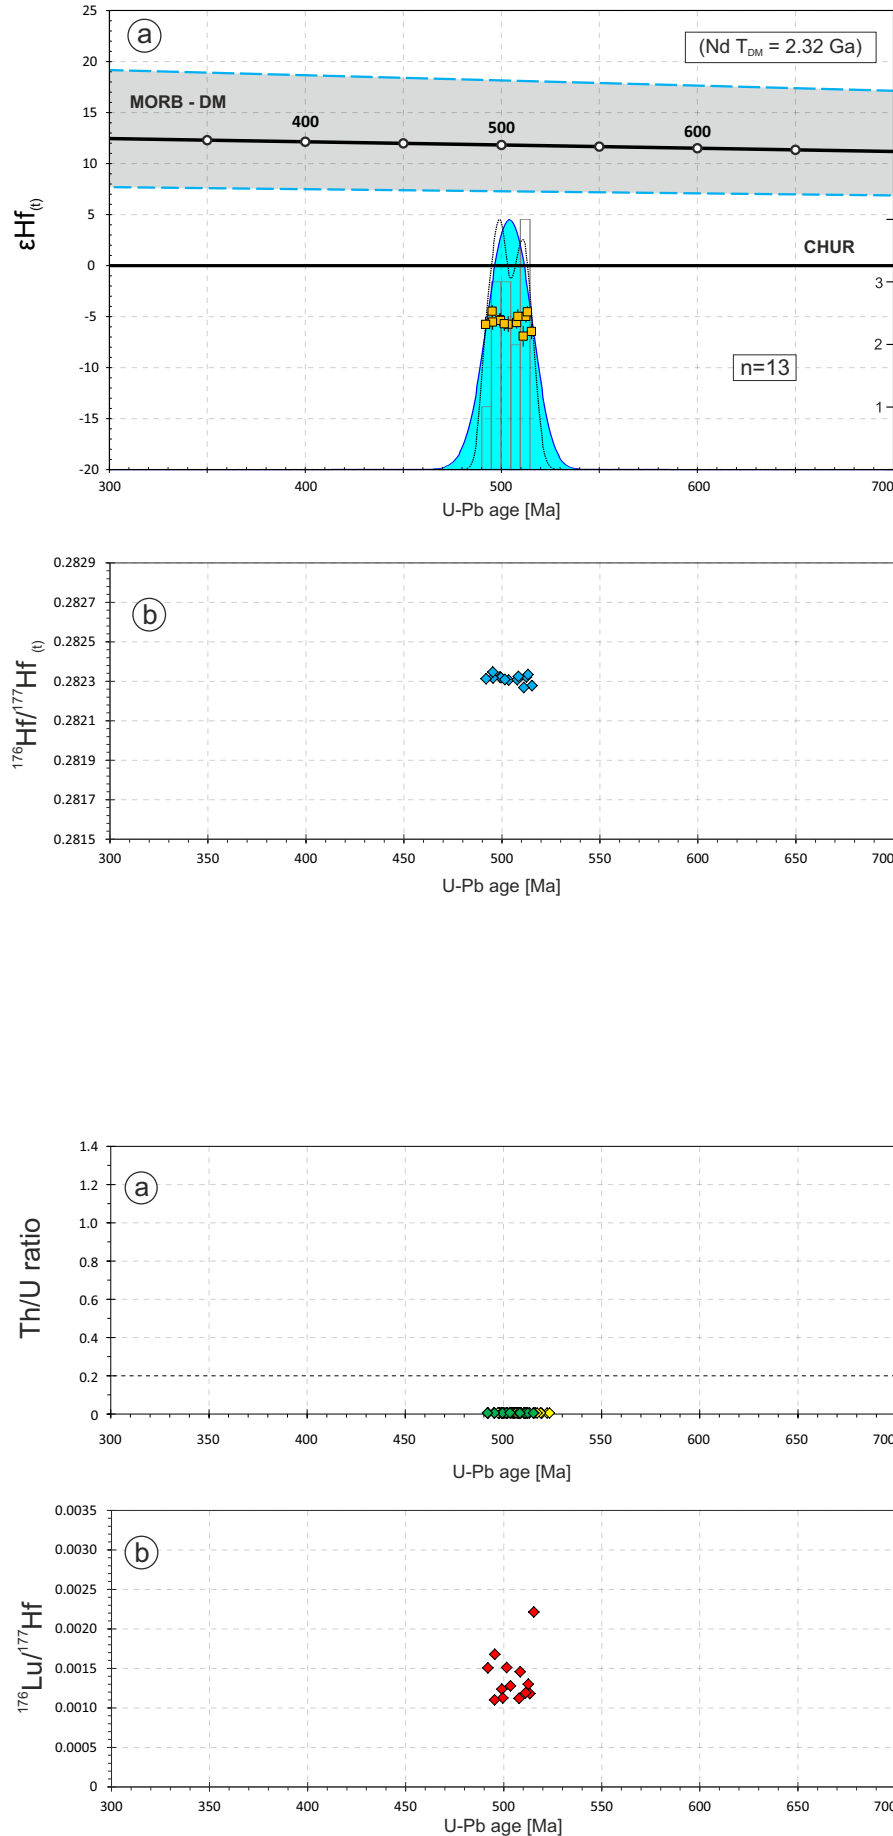 a
(Nd TDM = 2.32 Ga)
25
20
15
10
5
0
-5
-10
-15
-20
εHf(t)
MORB - DM
400
500
600
CHUR
3
2
1
n=13
300
400
500
600
700
U-Pb age [Ma]
b
0.2829
0.2827
0.2825
0.2823
0.2821
0.2819
0.2817
0.2815
176Hf/177Hf (t)
300 350 400 450 500 550 600 650 700
U-Pb age [Ma]
a
1.4
1.2
1.0
0.8
0.6
0.4
0.2
0
Th/U ratio
300 350 400 450 500 550 600 650 700
U-Pb age [Ma]
b
0.0035
0.0030
0.0025
0.0020
0.0015
0.0010
0.0005
0
176Lu/177Hf
300 350 400 450 500 550 600 650 700
U-Pb age [Ma]